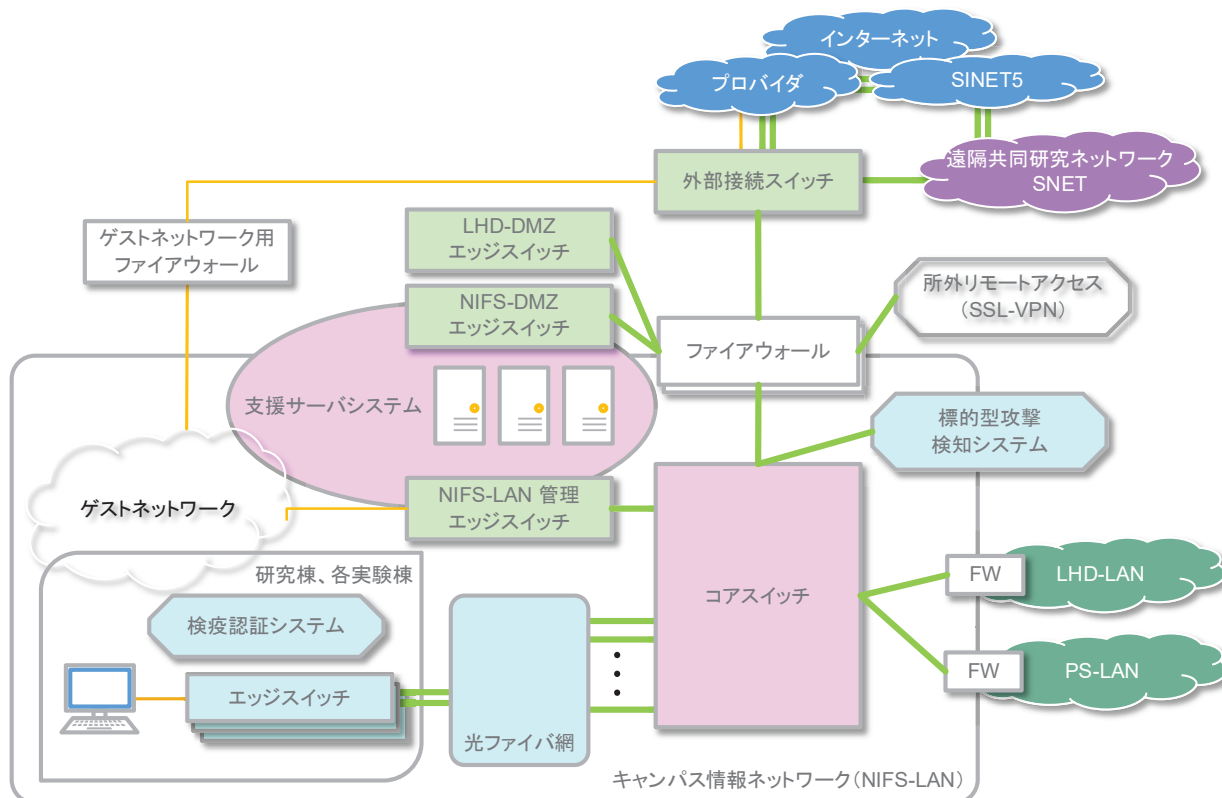 インターネット
プロバイダ
SINET5
遠隔共同研究ネットワーク
SNET
外部接続スイッチ
ゲストネットワーク用
ファイアウォール
LHD-DMZ
エッジスイッチ
NIFS-DMZ
エッジスイッチ
所外リモートアクセス
（SSL-VPN）
ファイアウォール
支援サーバシステム
標的型攻撃
検知システム
ゲストネットワーク
NIFS-LAN 管理
エッジスイッチ
研究棟、各実験棟
コアスイッチ
FW
LHD-LAN
検疫認証システム
FW
PS-LAN
エッジスイッチ
光ファイバ網
キャンパス情報ネットワーク（NIFS-LAN）